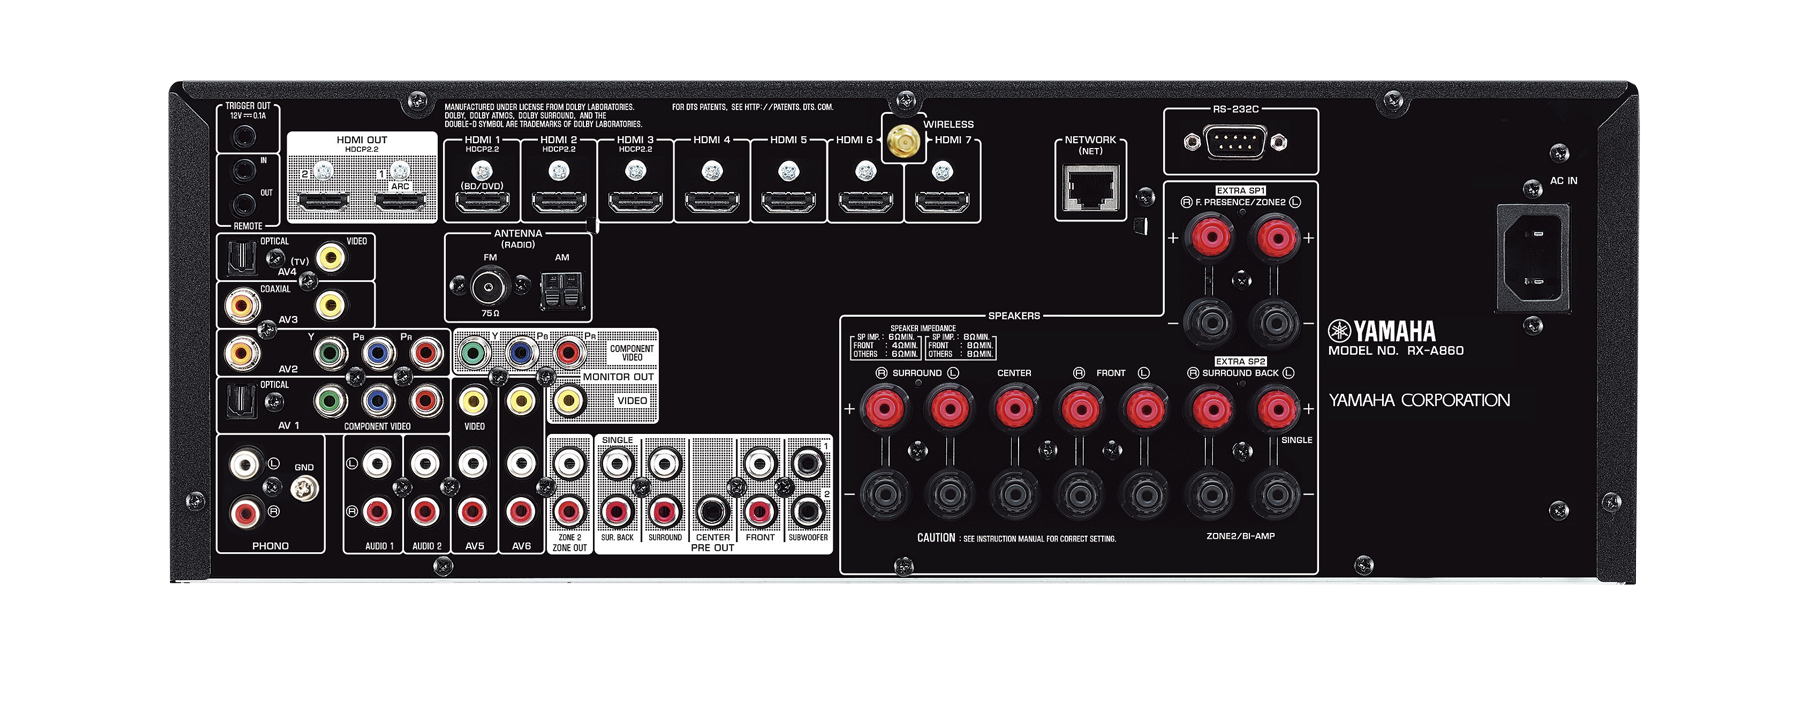 TRIGGER OUT
12V 0.1A
IN
OUT
REMOTE
HDMI OUT
HDCP2.2
2
1
ARC
MANUFACTURED UNDER LICENSE FROM DOLBY LABORATORIES.
DOLBY, DOLBY ATMOS, DOLBY SURROUND, AND THE
DOUBLE-D SYMBOL ARE TRADEMARKS OF DOLBY LABORATORIES.
FOR DTS PATENTS, SEE HTTP://PATENTS.DTS.COM.
HDMI 1
HDCP2.2
(BD/DVD)
HDMI 2
HDCP2.2
HDMI 3
HDCP2.2
HDMI 4
HDMI 5
HDMI 6
WIRELESS
HDMI 7
NETWORK
(NET)
RS-232C
AC IN
OPTICAL
(TV)
AV4
VIDEO
COAXIAL
AV3
ANTENNA
(RADIO)
FM
75Ω
AM
AV2
Y PB PR
Y PB PR
COMPONENT
VIDEO
MONITOR OUT
VIDEO
OPTICAL
AV 1
COMPONENT VIDEO
VIDEO
L
R
GND
PHONO
L
R
AUDIO 1
AUDIO 2
AV5
AV6
ZONE 2
ZONE OUT
SINGLE
SUR. BACK
SURROUND
CENTER
FRONT
1
2
SUBWOOFER
PRE OUT
EXTRA SP1
R F. PRESENCE/ZONE2 L
+ +
– –
SPEAKERS
SPEAKER IMPEDANCE
SP IMP. : 6ΩMIN.
FRONT : 4ΩMIN.
OTHERS : 6ΩMIN.
SP IMP. : 8ΩMIN.
FRONT : 8ΩMIN.
OTHERS : 8ΩMIN.
R SURROUND L
CENTER
R FRONT L
EXTRA SP2
R SURROUND BACK L
+ +
SINGLE
– –
CAUTION : SEE INSTRUCTION MANUAL FOR CORRECT SETTING.
ZONE2/BI-AMP
YAMAHA
MODEL NO. RX-A860
YAMAHA CORPORATION